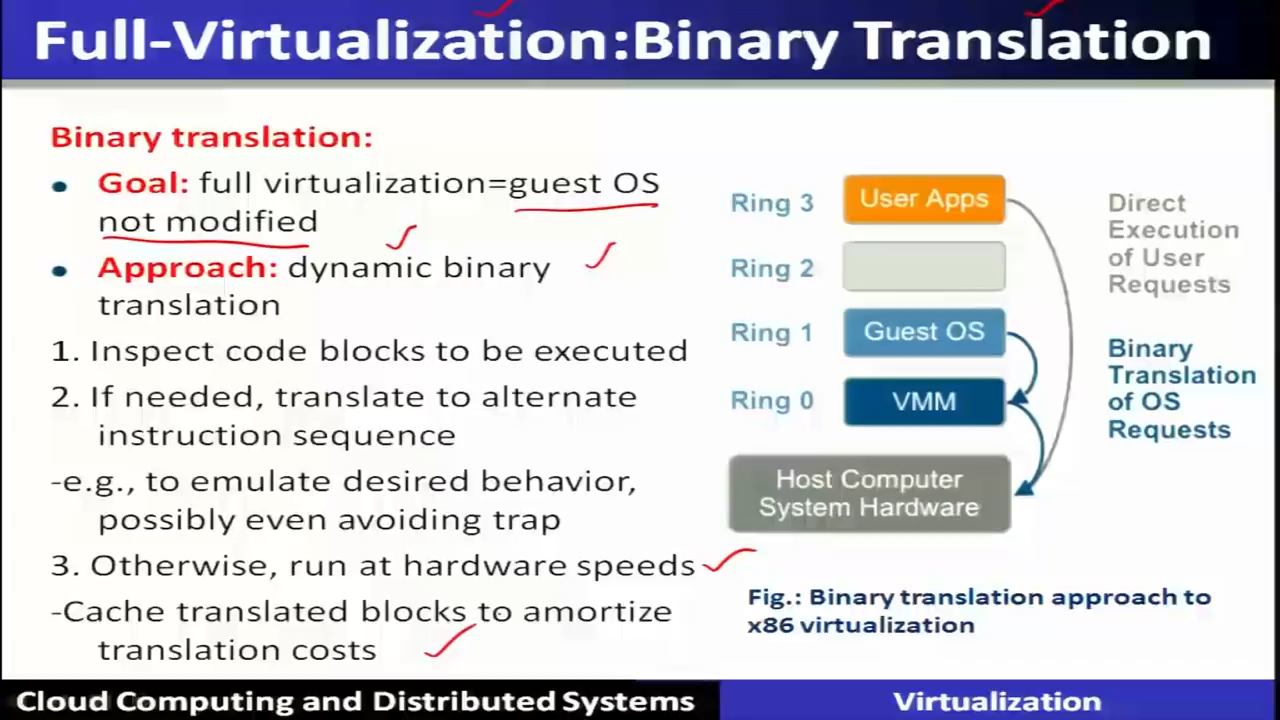 Full-Virtualization:Binary Translation
Binary translation:
• Goal: full virtualization=guest OS
not modified
• Approach: dynamic binary
translation
1. Inspect code blocks to be executed
2. If needed, translate to alternate
instruction sequence
-e.g., to emulate desired behavior,
possibly even avoiding trap
3. Otherwise, run at hardware speeds
-Cache translated blocks to amortize
translation costs
Ring 3
User Apps
Ring 2
Ring 1
Guest OS
Ring 0
VMM
Host Computer
System Hardware
Direct
Execution
of User
Requests
Binary
Translation
of OS
Requests
Fig.: Binary translation approach to
x86 virtualization
Cloud Computing and Distributed Systems
Virtualization